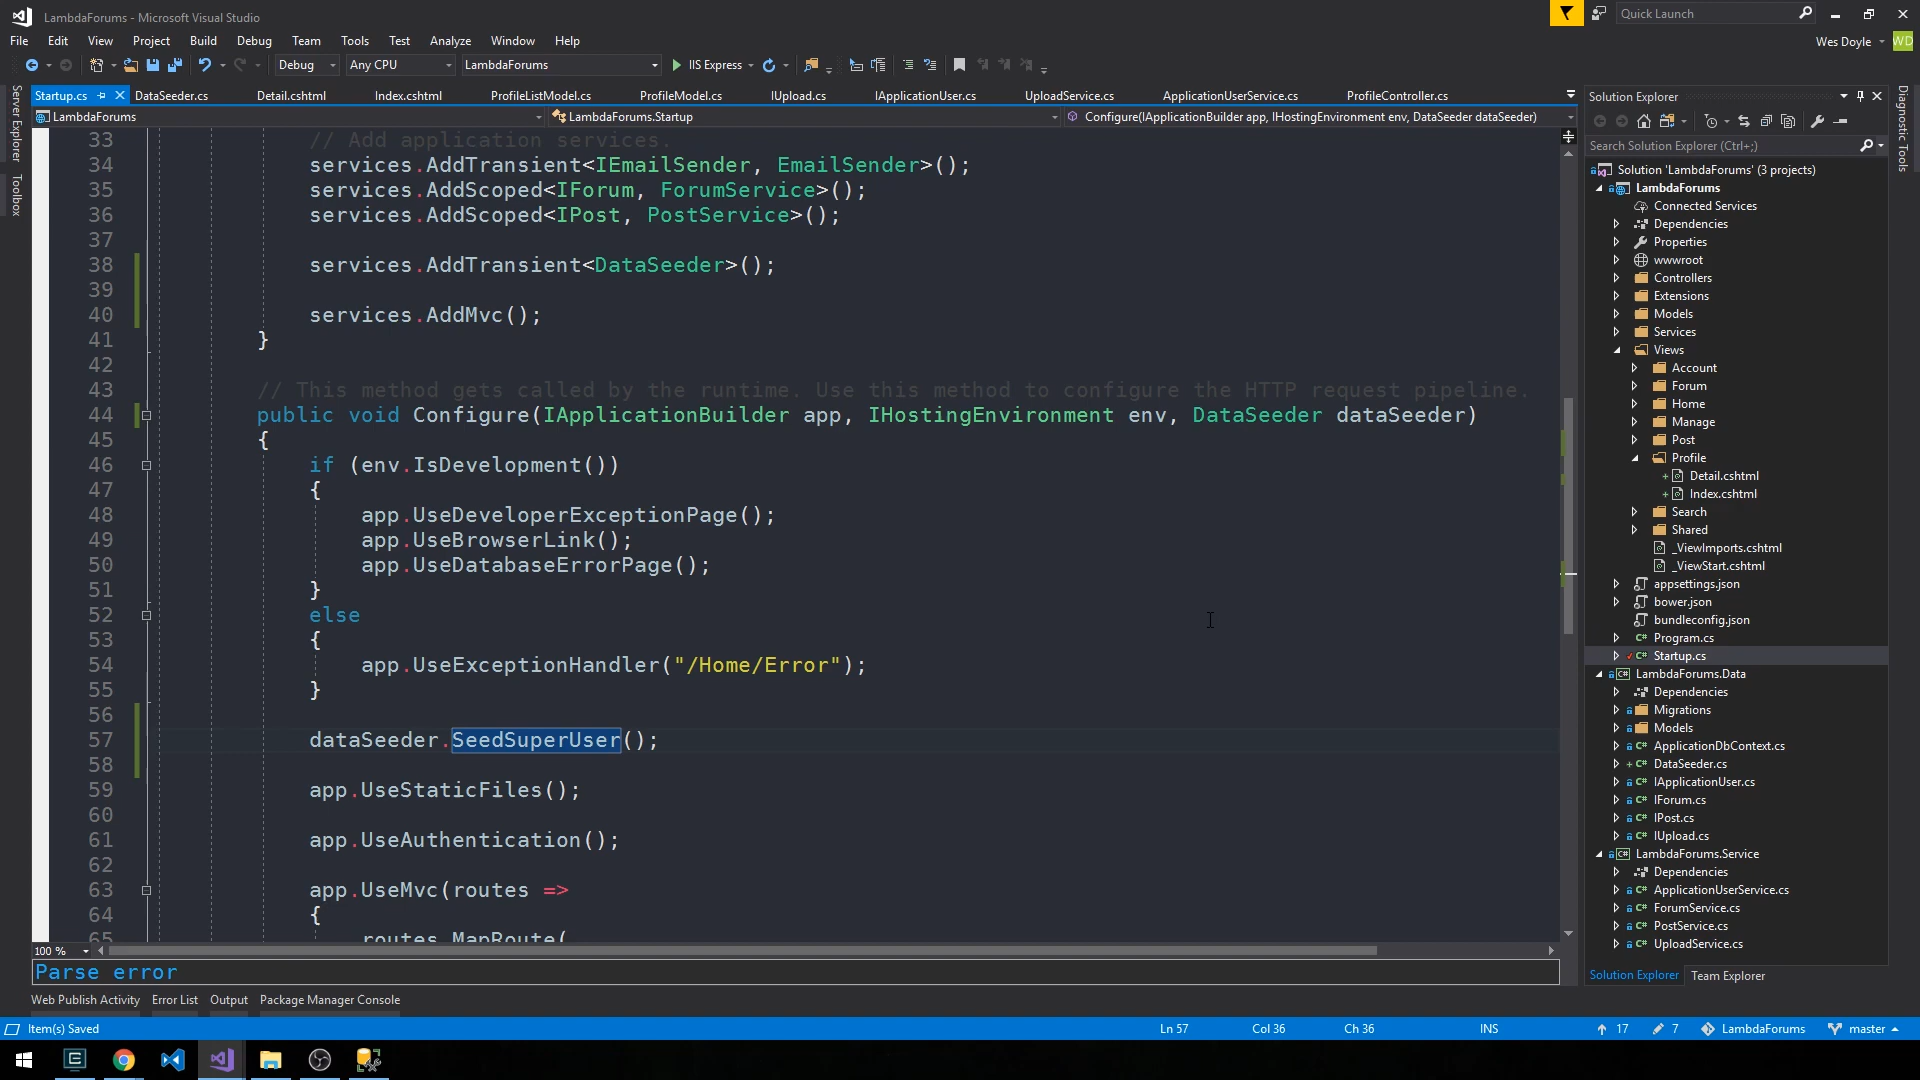 LambdaForums - Microsoft Visual Studio
Quick Launch
File Edit View Project Build Debug Team Tools Test Analyze Window Help
Wes Doyle WD
Debug Any CPU LambdaForums IIS Express
Startup.cs DataSeeder.cs Detail.cshtml Index.cshtml ProfileListModel.cs ProfileModel.cs IUpload.cs IApplicationUser.cs UploadService.cs ApplicationUserService.cs ProfileController.cs
LambdaForums LambdaForums.Startup Configure(IApplicationBuilder app, IHostingEnvironment env, DataSeeder dataSeeder)
Server Explorer
Toolbox
33 // Add application services.
34 services.AddTransient<IEmailSender, EmailSender>();
35 services.AddScoped<IForum, ForumService>();
36 services.AddScoped<IPost, PostService>();
37
38 services.AddTransient<DataSeeder>();
39
40 services.AddMvc();
41 }
42
43 // This method gets called by the runtime. Use this method to configure the HTTP request pipeline.
44 public void Configure(IApplicationBuilder app, IHostingEnvironment env, DataSeeder dataSeeder)
45 {
46 if (env.IsDevelopment())
47 {
48 app.UseDeveloperExceptionPage();
49 app.UseBrowserLink();
50 app.UseDatabaseErrorPage();
51 }
52 else
53 {
54 app.UseExceptionHandler("/Home/Error");
55 }
56
57 dataSeeder.SeedSuperUser();
58
59 app.UseStaticFiles();
60
61 app.UseAuthentication();
62
63 app.UseMvc(routes =>
64 {
65 routes.MapRoute(
100 %
Parse error
Web Publish Activity Error List Output Package Manager Console
Item(s) Saved Ln 57 Col 36 Ch 36 INS 17 7 LambdaForums master
Solution Explorer
Search Solution Explorer (Ctrl+;)
Solution 'LambdaForums' (3 projects)
LambdaForums
Connected Services
Dependencies
Properties
wwwroot
Controllers
Extensions
Models
Services
Views
Account
Forum
Home
Manage
Post
Profile
Detail.cshtml
Index.cshtml
Search
Shared
_ViewImports.cshtml
_ViewStart.cshtml
appsettings.json
bower.json
bundleconfig.json
Program.cs
Startup.cs
LambdaForums.Data
Dependencies
Migrations
Models
ApplicationDbContext.cs
DataSeeder.cs
IApplicationUser.cs
IForum.cs
IPost.cs
IUpload.cs
LambdaForums.Service
Dependencies
ApplicationUserService.cs
ForumService.cs
PostService.cs
UploadService.cs
Solution Explorer Team Explorer
Diagnostic Tools